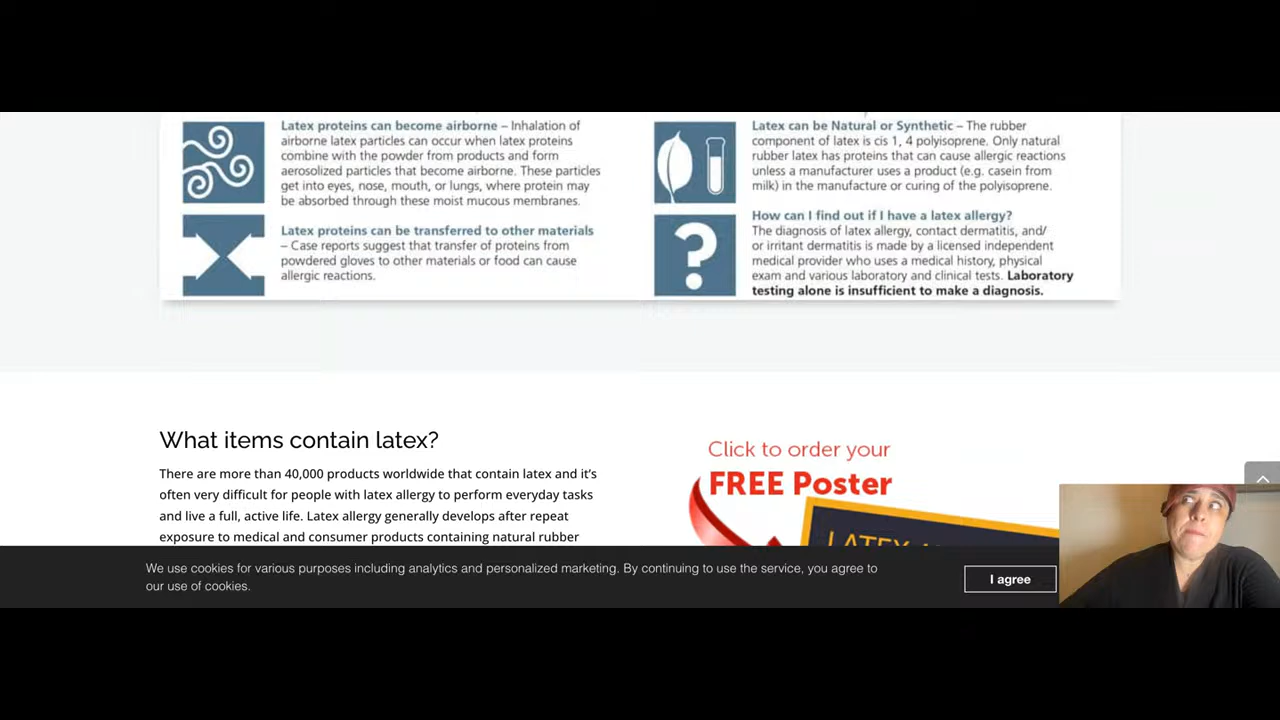 Latex proteins can become airborne – Inhalation of
airborne latex particles can occur when latex proteins
combine with the powder from products and form
aerosolized particles that become airborne. These particles
get into eyes, nose, mouth, or lungs, where protein may
be absorbed through these moist mucous membranes.
Latex proteins can be transferred to other materials
– Case reports suggest that transfer of proteins from
powdered gloves to other materials or food can cause
allergic reactions.
Latex can be Natural or Synthetic – The rubber
component of latex is cis 1, 4 polyisoprene. Only natural
rubber latex has proteins that can cause allergic reactions
unless a manufacturer uses a product (e.g. casein from
milk) in the manufacture or curing of the polyisoprene.
?
How can I find out if I have a latex allergy?
The diagnosis of latex allergy, contact dermatitis, and/
or irritant dermatitis is made by a licensed independent
medical provider who uses a medical history, physical
exam and various laboratory and clinical tests. Laboratory
testing alone is insufficient to make a diagnosis.
What items contain latex?
There are more than 40,000 products worldwide that contain latex and it's
often very difficult for people with latex allergy to perform everyday tasks
and live a full, active life. Latex allergy generally develops after repeat
exposure to medical and consumer products containing natural rubber
Click to order your
FREE Poster
LATEX
We use cookies for various purposes including analytics and personalized marketing. By continuing to use the service, you agree to
our use of cookies.
I agree